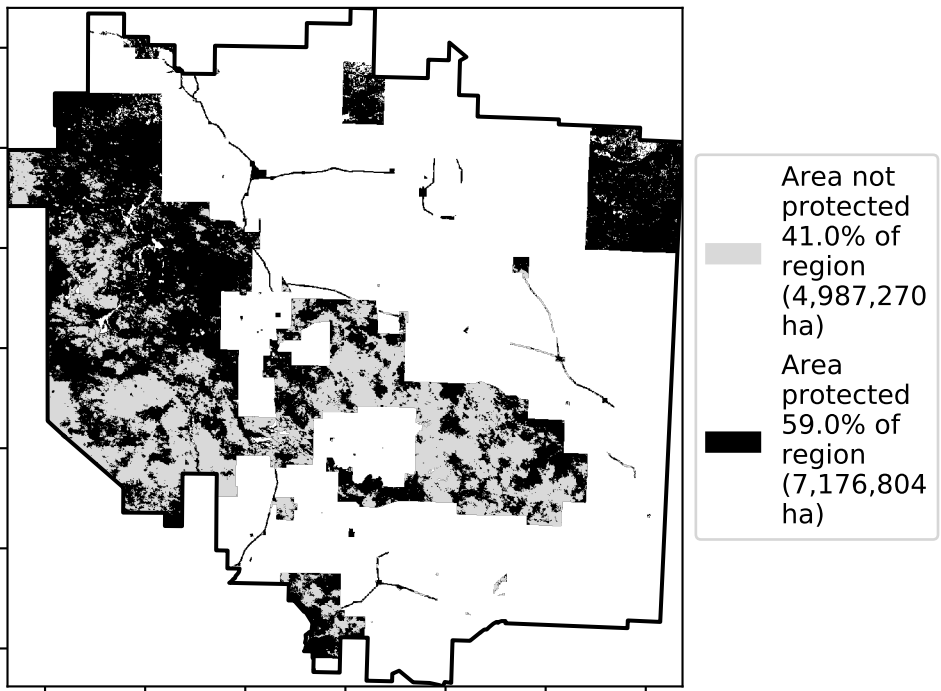 Area not
protected
41.0% of
region
(4,987,270
ha)
Area
protected
59.0% of
region
(7,176,804
ha)